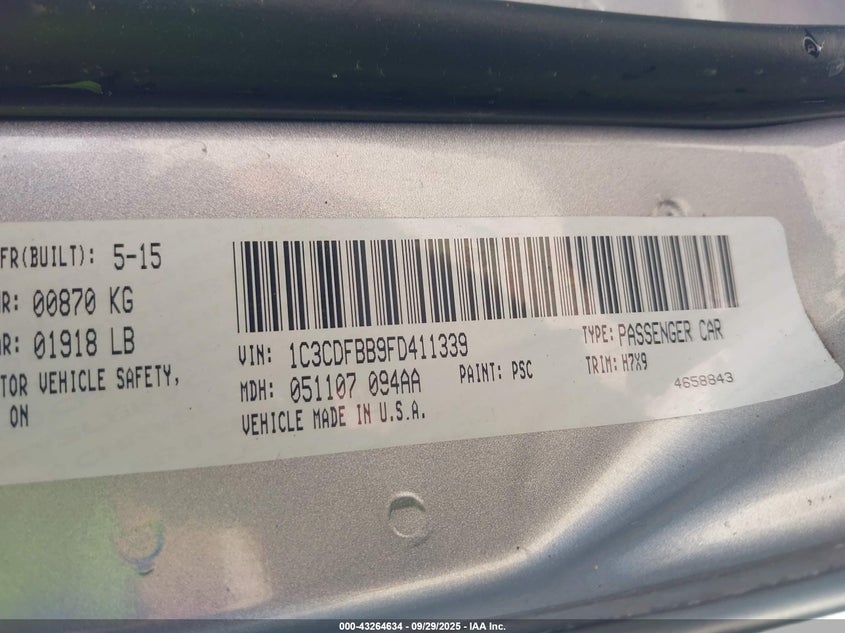 FR(BUILT): 5-15
R: 00870 KG
R: 01918 LB
TOR VEHICLE SAFETY,
ON
VIN: 1C3CDFBB9FD411339
TYPE: PASSENGER CAR
MDH: 051107 094AA
PAINT: PSC
TRIM: H7X9
VEHICLE MADE IN U.S.A.
4658843
000-43264634 - 09/29/2025 - IAA Inc.